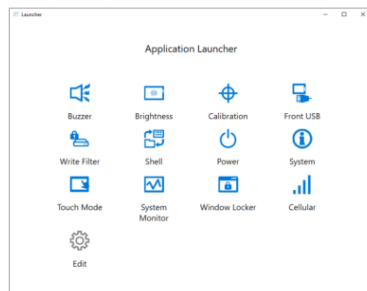 Launcher
Application Launcher
Buzzer Brightness Calibration Front USB
Write Filter Shell Power System
Touch Mode System Monitor Window Locker Cellular
Edit